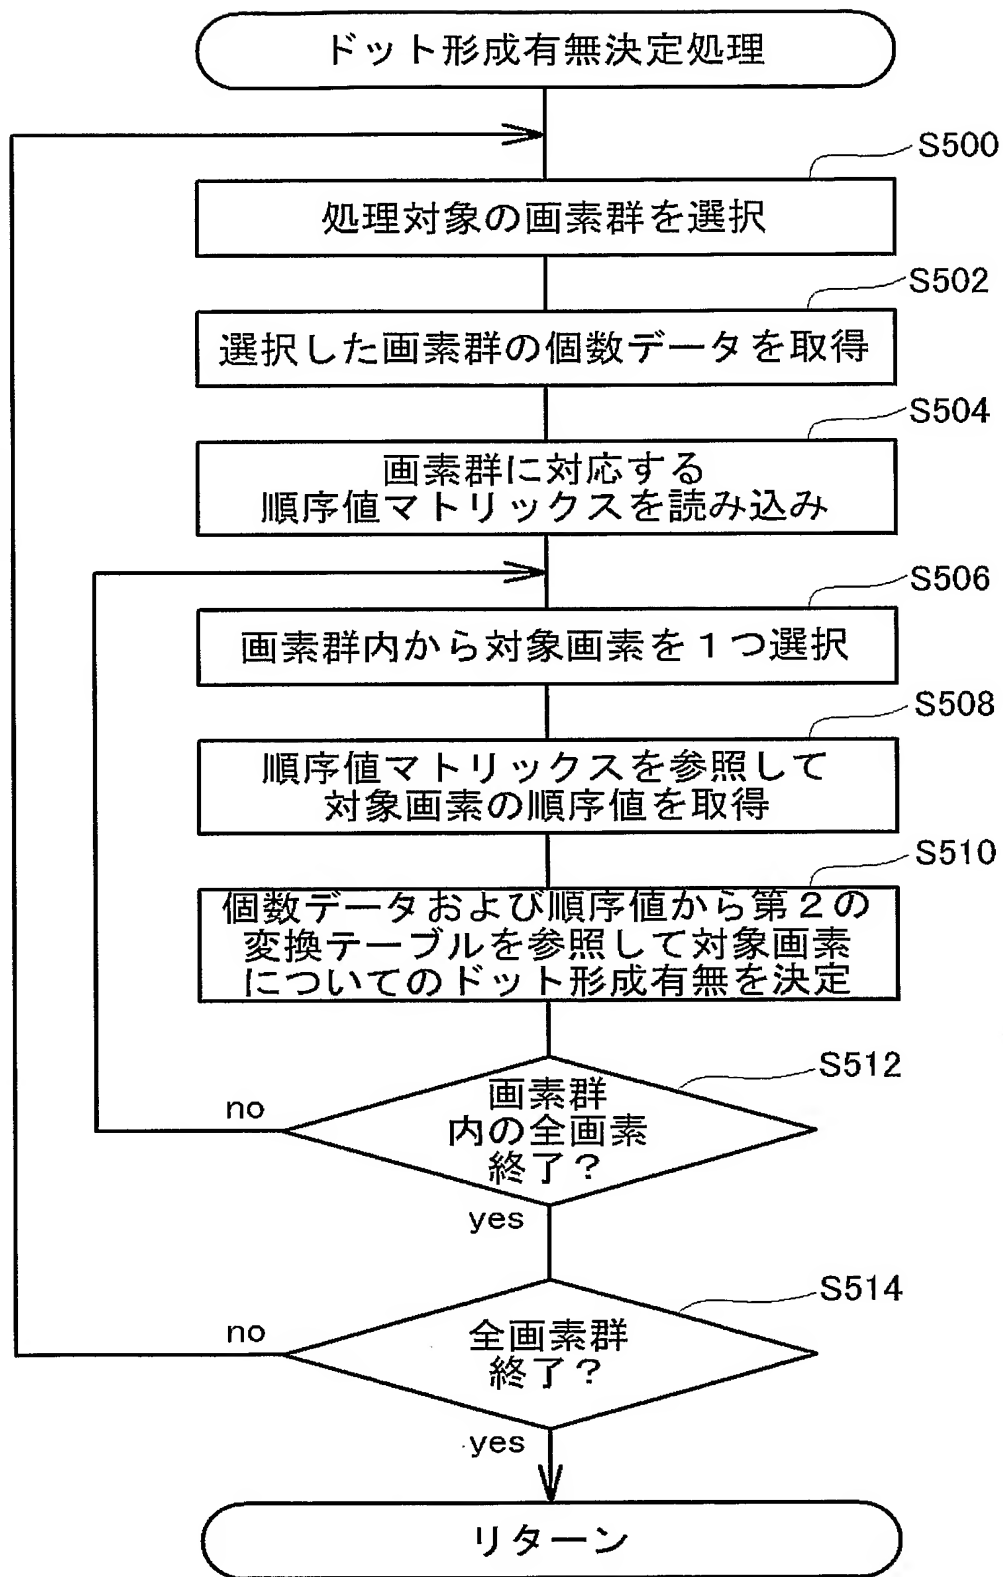 ドット形成有無決定処理
S500
処理対象の画素群を選択
S502
選択した画素群の個数データを取得
S504
画素群に対応する
順序値マトリックスを読み込み
S506
画素群内から対象画素を１つ選択
S508
順序値マトリックスを参照して
対象画素の順序値を取得
S510
個数データおよび順序値から第２の
変換テーブルを参照して対象画素
についてのドット形成有無を決定
S512
画素群
内の全画素
終了？
no
yes
S514
全画素群
終了？
no
yes
リターン